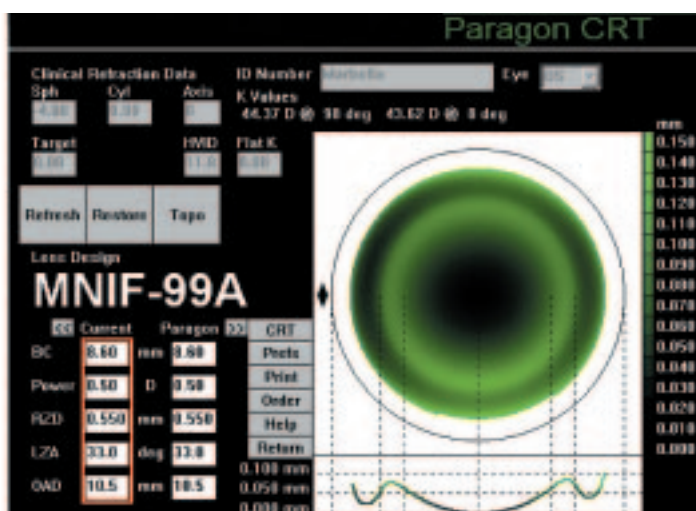 Paragon CRT
Clinical Refraction Data
ID Number
Eye
Sph Cyl Axis
K Values
44.37 D @ 98 deg 43.62 D @ 8 deg
Target HVID Flat K
mm
0.150
0.140
0.130
0.120
0.110
0.100
0.090
0.080
0.070
0.060
0.050
0.040
0.030
0.020
0.010
0.000
Refresh Restore Topo
Lens Design
MNIF-99A
<< Current Paragon >>
BC 8.60 mm 8.60
Power 0.50 D 0.50
RZD 0.550 mm 0.550
LZA 33.0 deg 33.0
OAD 10.5 mm 10.5
CRT
Prefs
Print
Order
Help
Return
0.100 mm
0.050 mm
0.000 mm